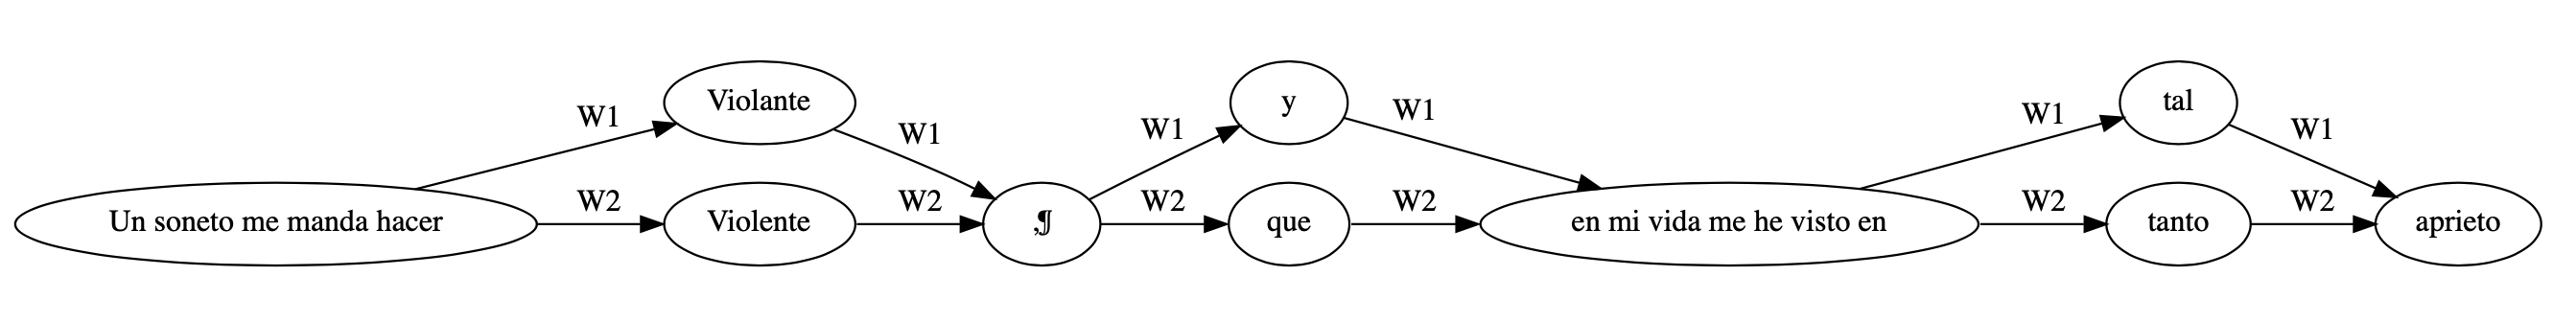 W1 Violante W1 W1 y W1 W1 tal W1
Un soneto me manda hacer W2 Violente W2 ,¶ W2 que W2 en mi vida me he visto en W2 tanto W2 aprieto